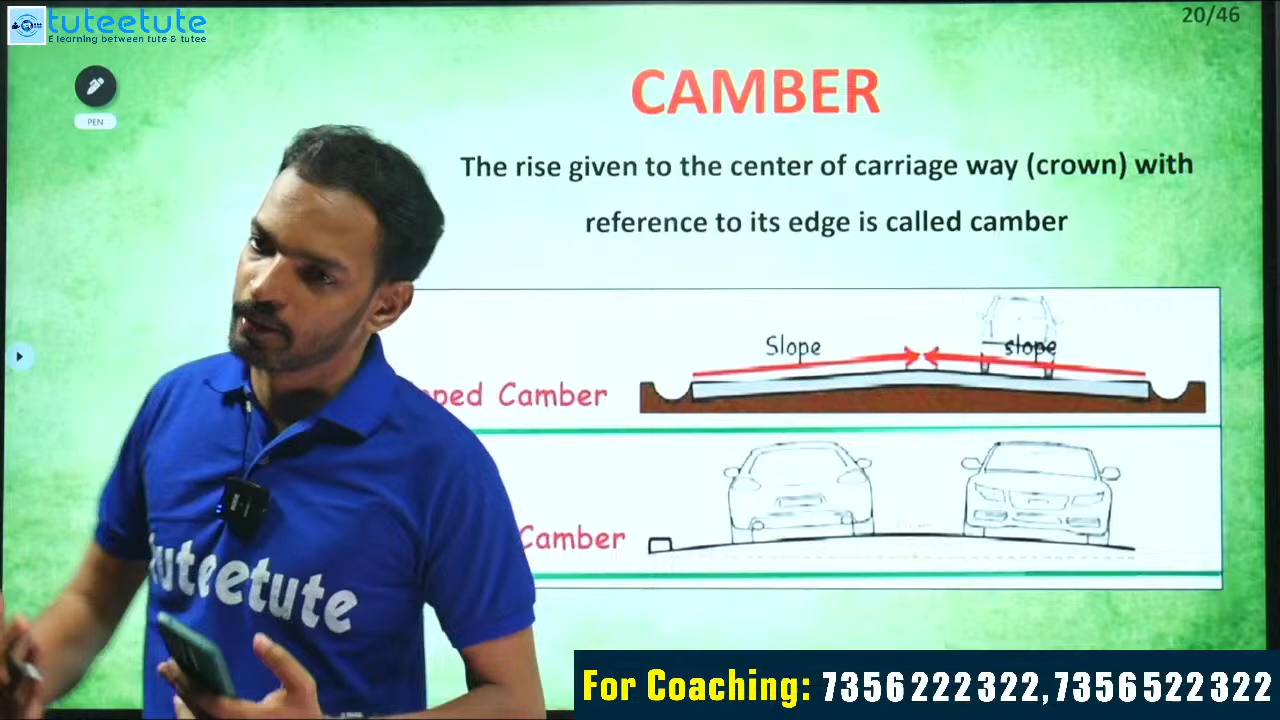 tuteetute
E learning between tute & tutee
20/46
PEN
CAMBER
The rise given to the center of carriage way (crown) with
reference to its edge is called camber
Slope
slope
Camber
Camber
tuteetute
For Coaching: 7356222322,7356522322